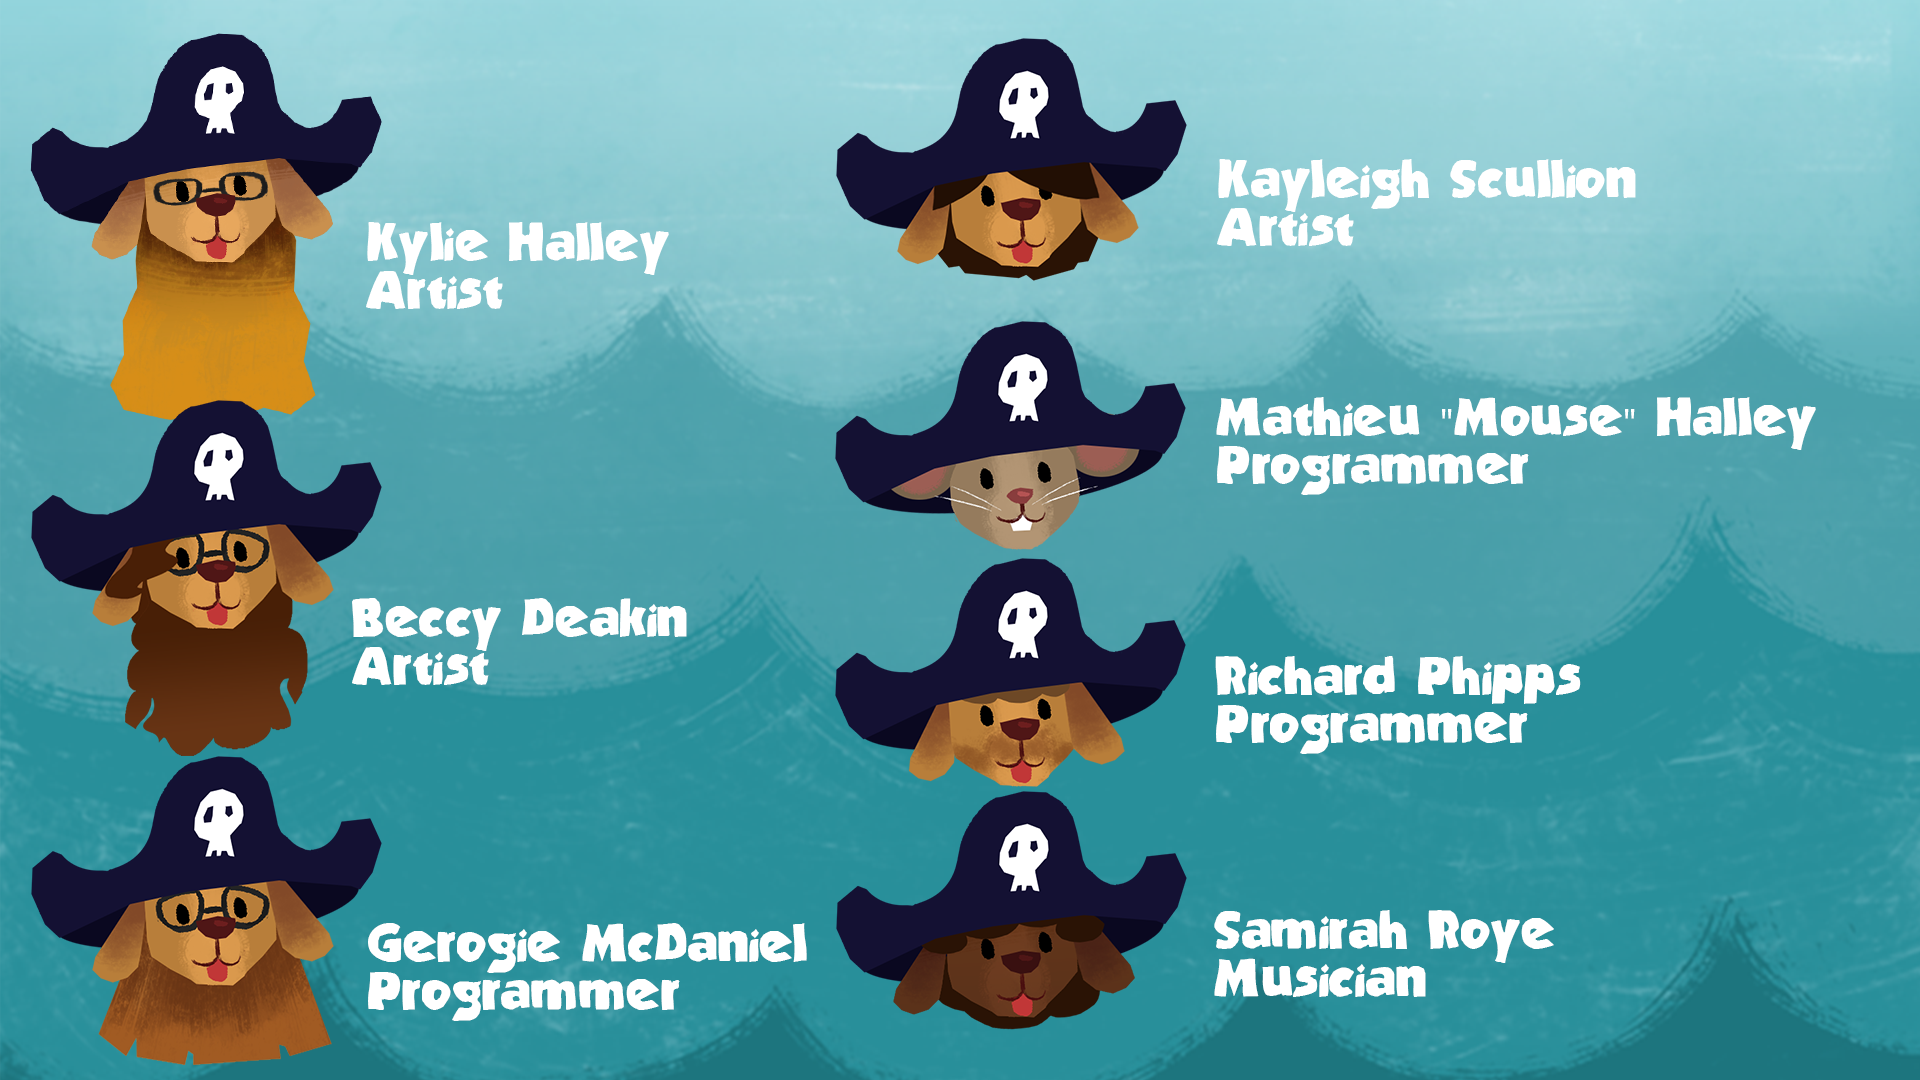 Kylie Halley
Artist
Beccy Deakin
Artist
Gerogie McDaniel
Programmer
Kayleigh Scullion
Artist
Mathieu "Mouse" Halley
Programmer
Richard Phipps
Programmer
Samirah Roye
Musician